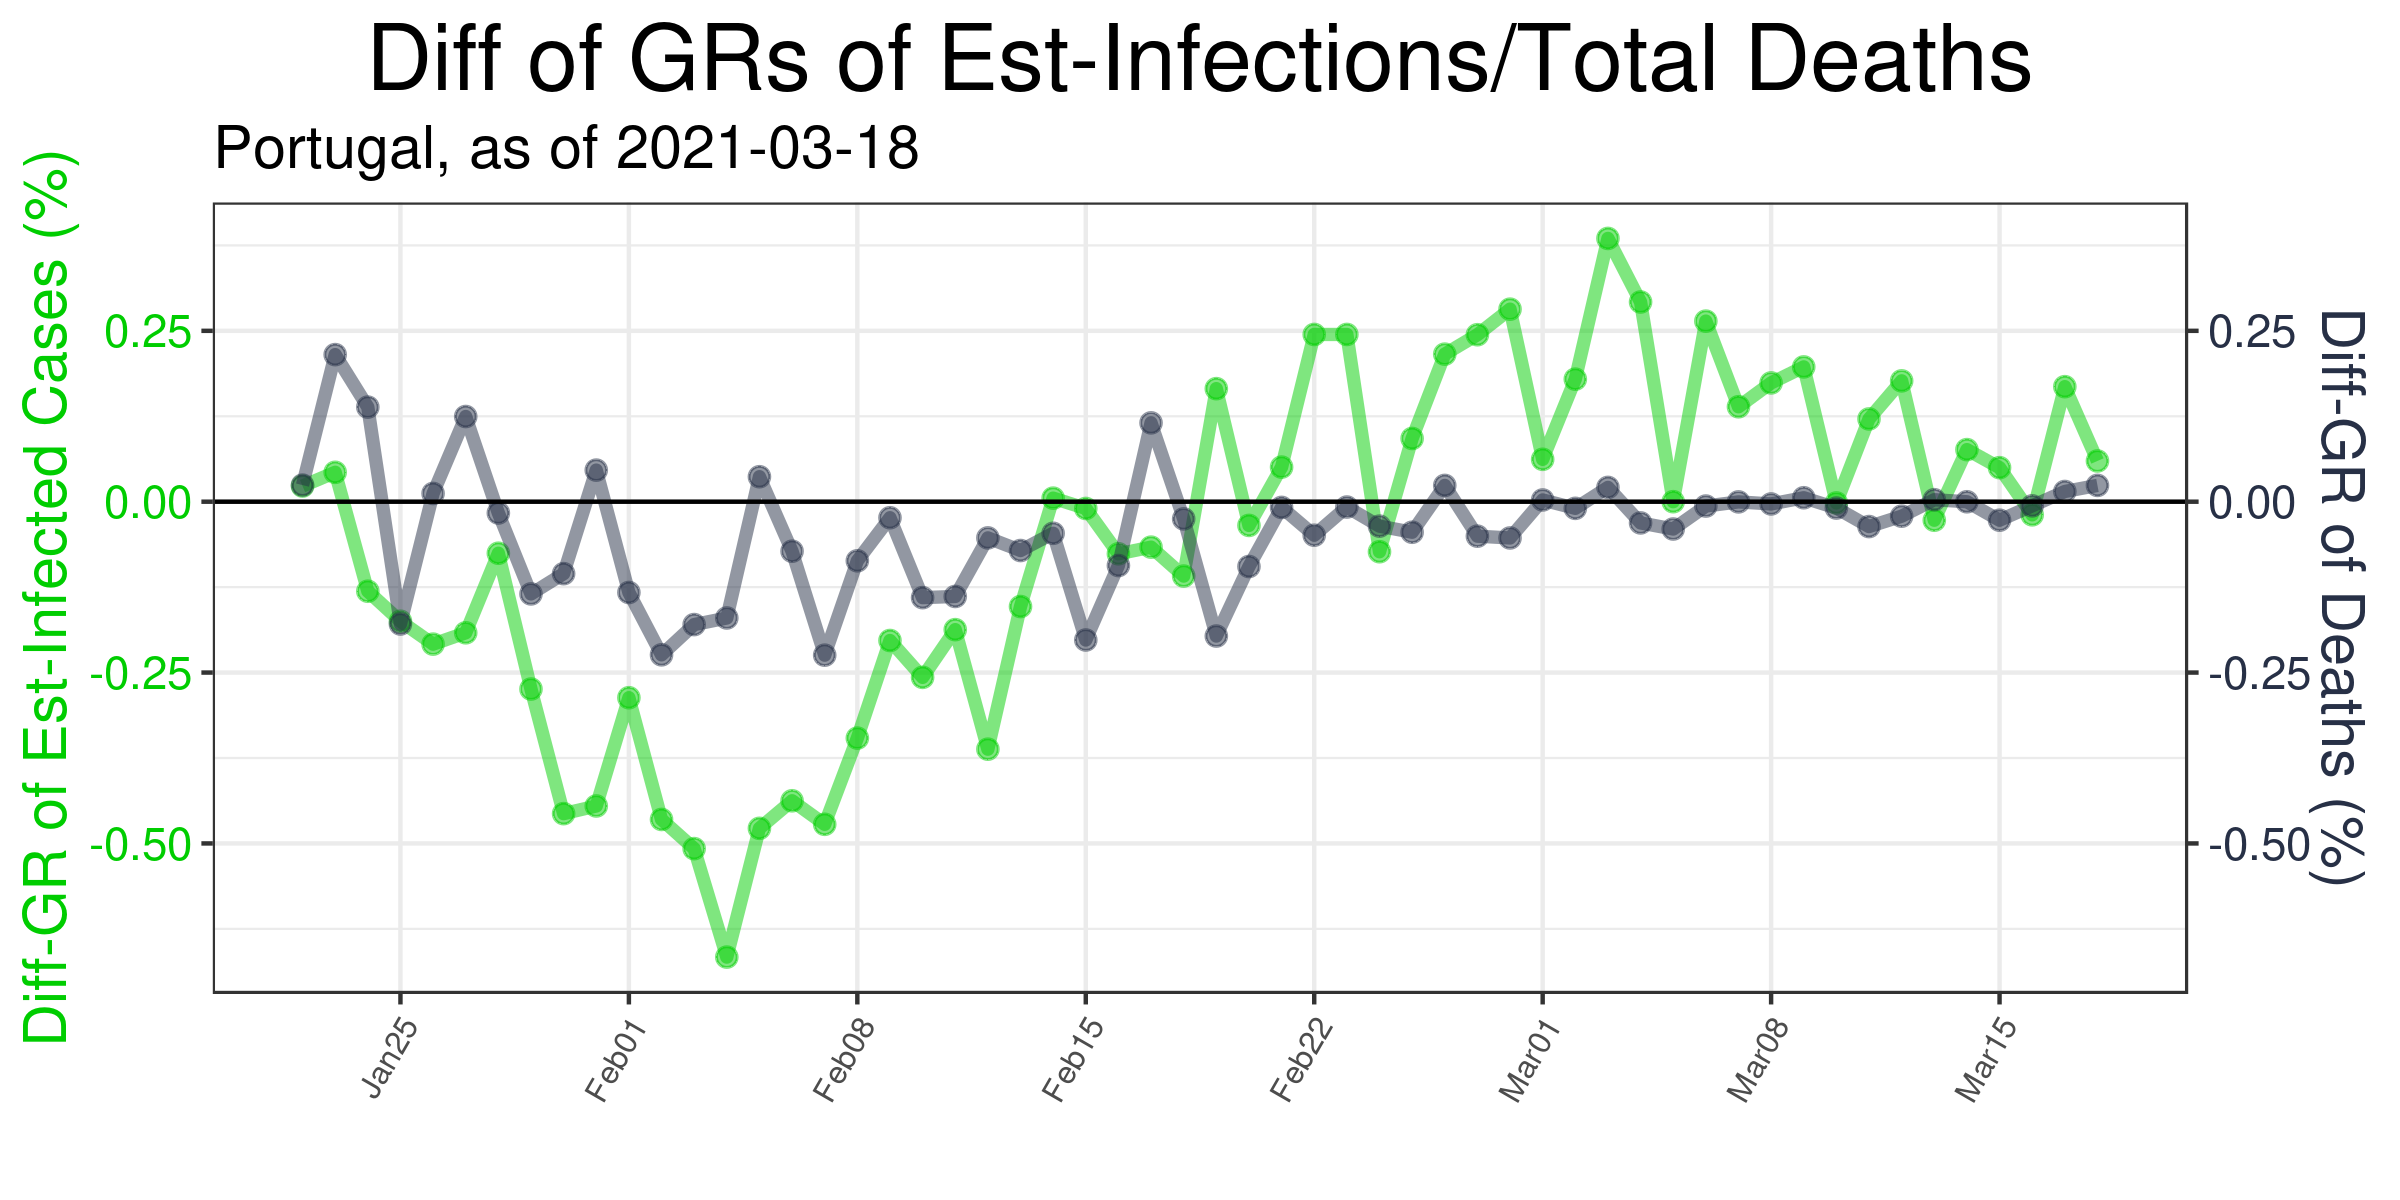 Diff of GRs of Est-Infections/Total Deaths
Portugal, as of 2021-03-18
Diff-GR of Est-Infected Cases (%)
0.25
0.00
-0.25
-0.50
0.25
0.00
-0.25
-0.50
Diff-GR of Deaths (%)
Jan25
Feb01
Feb08
Feb15
Feb22
Mar01
Mar08
Mar15